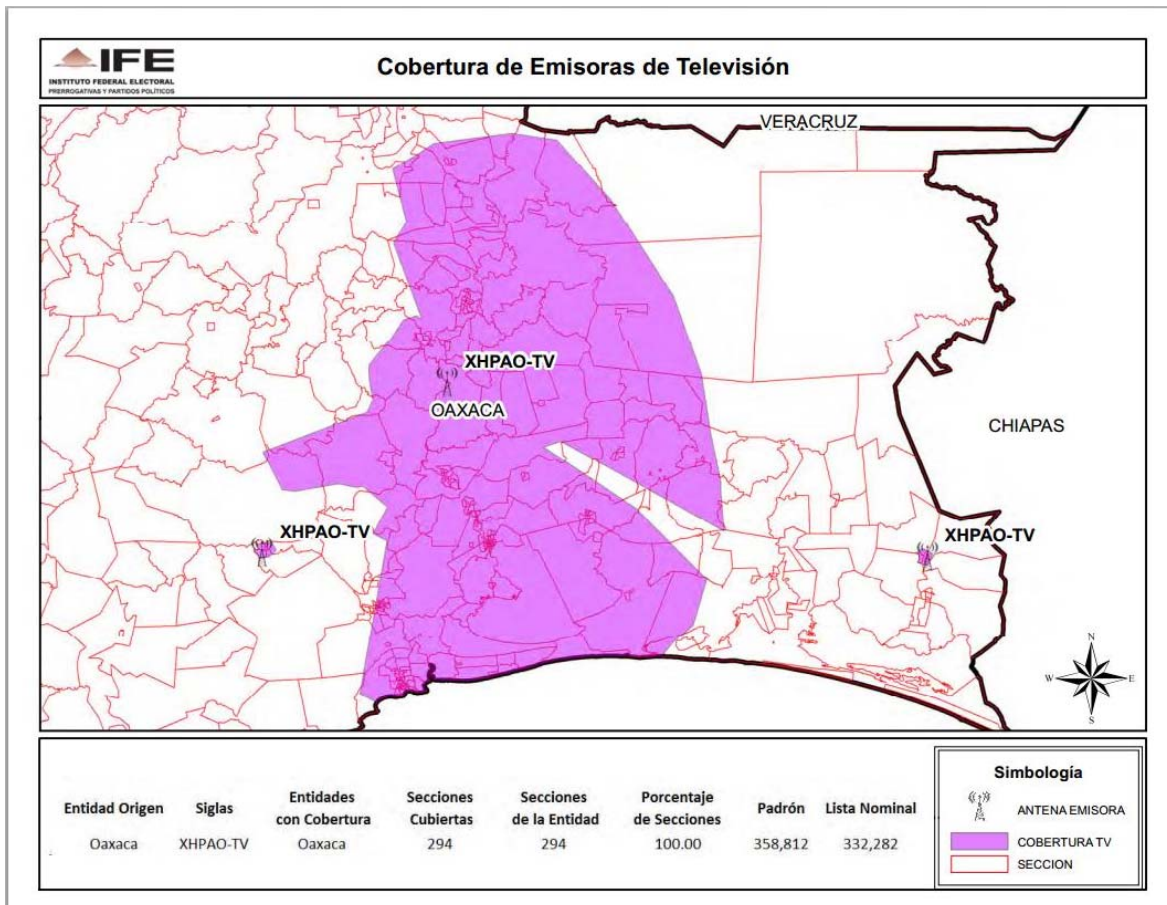 IFE
INSTITUTO FEDERAL ELECTORAL
PRERROGATIVAS Y PARTIDOS POLÍTICOS
Cobertura de Emisoras de Televisión
VERACRUZ
XHPAO-TV
OAXACA
CHIAPAS
XHPAO-TV
XHPAO-TV
N
W E
S
Entidad Origen Siglas Entidades con Cobertura Secciones Cubiertas Secciones de la Entidad Porcentaje de Secciones Padrón Lista Nominal
Oaxaca XHPAO-TV Oaxaca 294 294 100.00 358,812 332,282
Simbología
ANTENA EMISORA
COBERTURA TV
SECCION